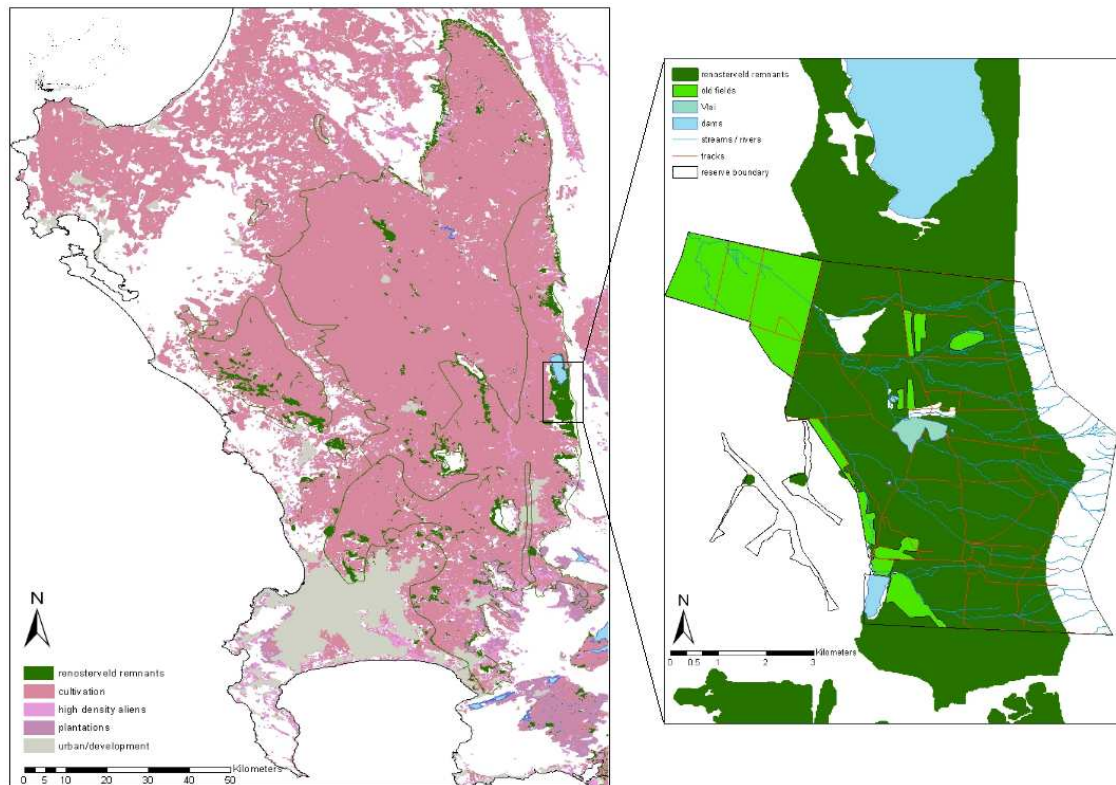 N
renosterveld remnants
cultivation
high density aliens
plantations
urban/development
Kilometers
0 5 10 20 30 40 50
renosterveld remnants
old fields
Vlei
dams
streams / rivers
tracks
reserve boundary
N
Kilometers
0 0.5 1 2 3